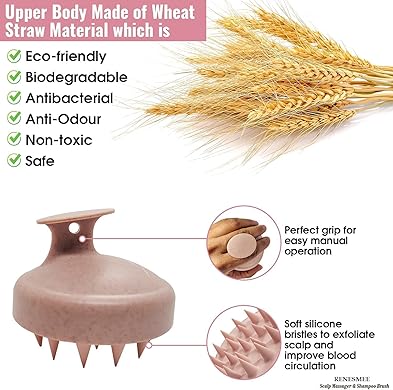 Upper Body Made of Wheat
Straw Material which is
Eco-friendly
Biodegradable
Antibacterial
Anti-Odour
Non-toxic
Safe
Perfect grip for
easy manual
operation
Soft silicone
bristles to exfoliate
scalp and
improve blood
circulation
RENESMEE
Scalp Massager & Shampoo Brush